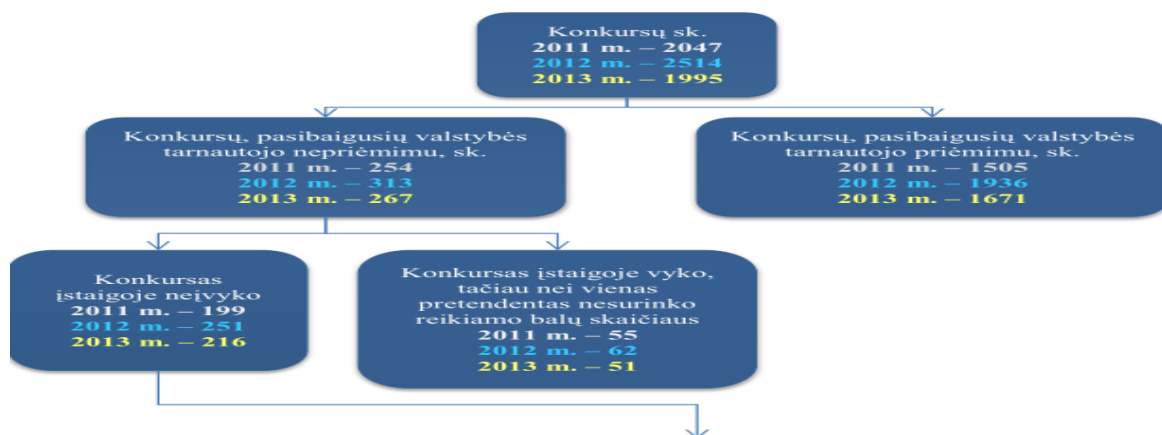 Konkursų sk.
2011 m. – 2047
2012 m. – 2514
2013 m. – 1995
Konkursų, pasibaigusių valstybės
tarnautojo nepriėmimu, sk.
2011 m. – 254
2012 m. – 313
2013 m. – 267
Konkursų, pasibaigusių valstybės
tarnautojo priėmimu, sk.
2011 m. – 1505
2012 m. – 1936
2013 m. – 1671
Konkursas
įstaigoje neįvyko
2011 m. – 199
2012 m. – 251
2013 m. – 216
Konkursas įstaigoje vyko,
tačiau nei vienas
pretendentas nesurinko
reikiamo balų skaičiaus
2011 m. – 55
2012 m. – 62
2013 m. – 51